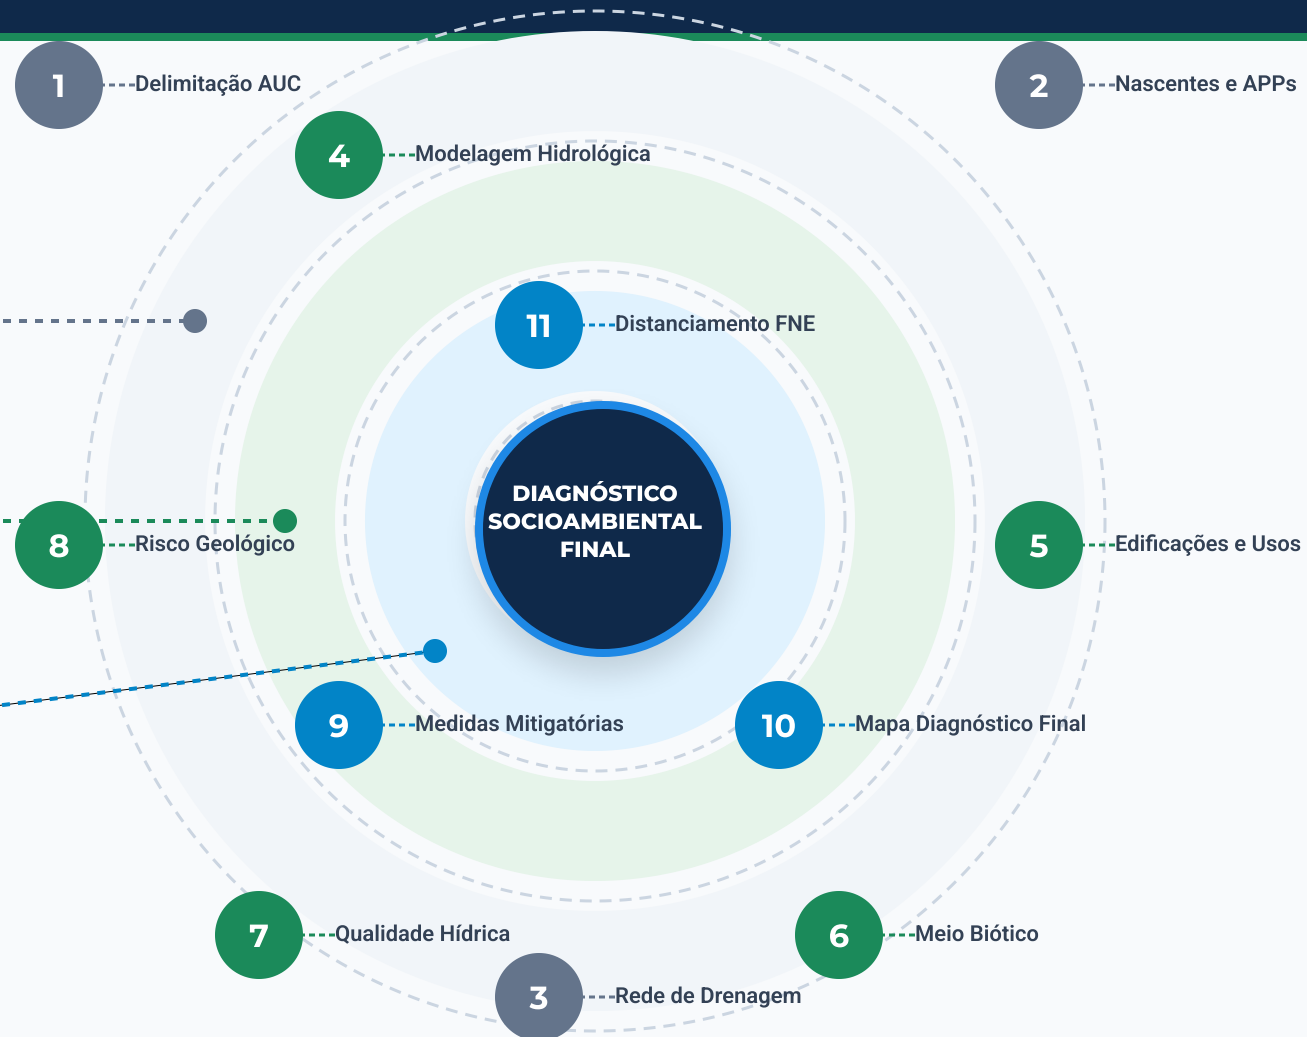 1
Delimitação AUC
2
Nascentes e APPs
4
Modelagem Hidrológica
11
Distanciamento FNE
DIAGNÓSTICO
SOCIOAMBIENTAL
FINAL
8
Risco Geológico
5
Edificações e Usos
9
Medidas Mitigatórias
10
Mapa Diagnóstico Final
7
Qualidade Hídrica
6
Meio Biótico
3
Rede de Drenagem